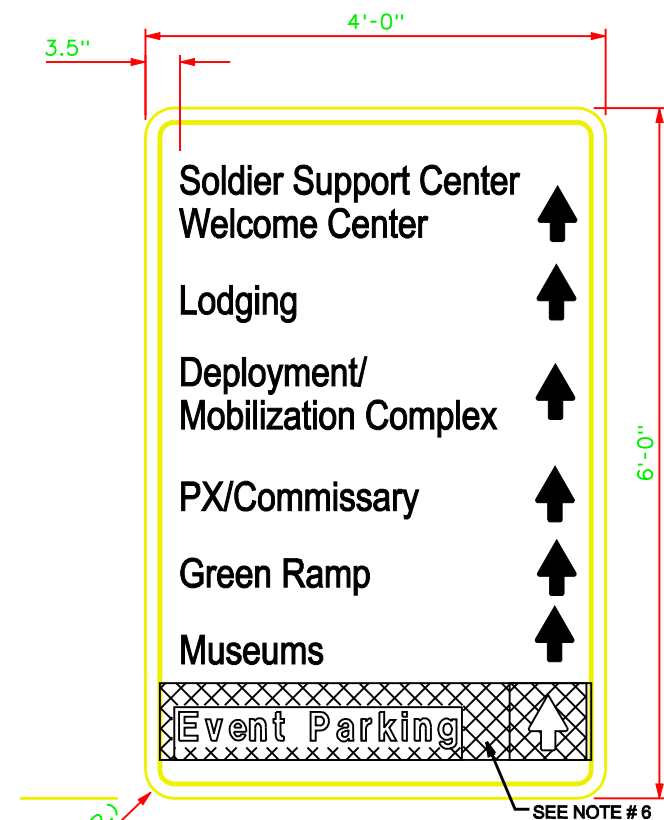 4'-0"
3.5"
Soldier Support Center
Welcome Center
Lodging
Deployment/
Mobilization Complex
6'-0"
PX/Commissary
Green Ramp
Museums
Event Parking
SEE NOTE # 6